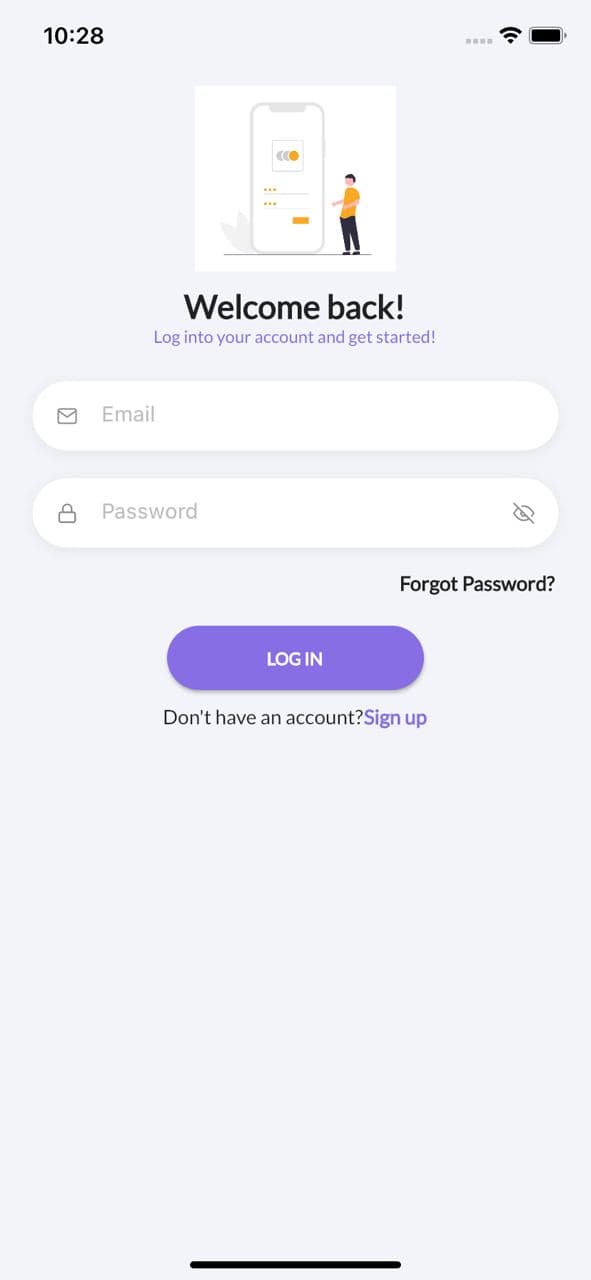 10:28
Welcome back!
Log into your account and get started!
Email
Password
Forgot Password?
LOG IN
Don't have an account?Sign up